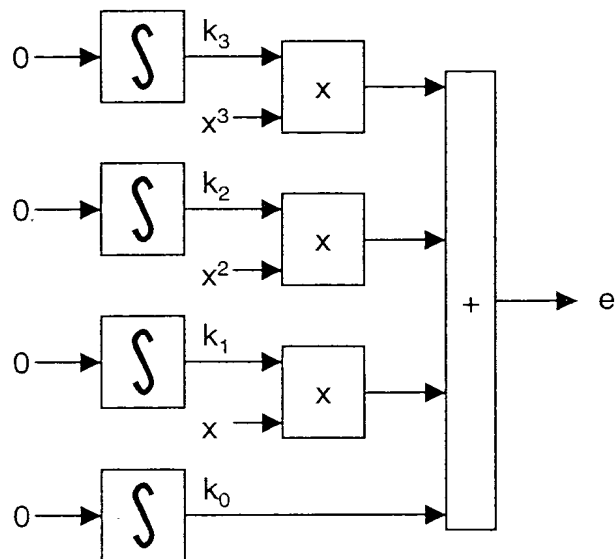 0 ∫ k₃ x
x³
0 ∫ k₂ x
x²
+ e
0 ∫ k₁ x
x
0 ∫ k₀